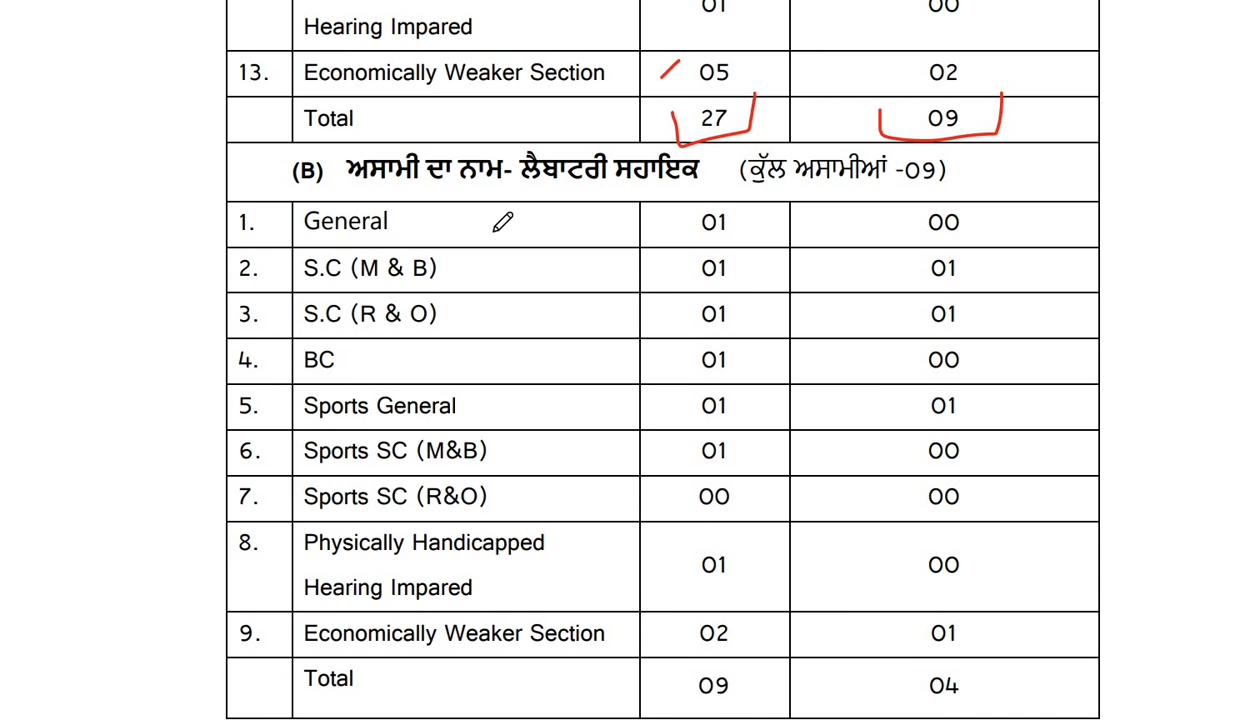 01 00
Hearing Impared
13. Economically Weaker Section 05 02
Total 27 09
(B) ਅਸਾਮੀ ਦਾ ਨਾਮ- ਲੈਬਾਟਰੀ ਸਹਾਇਕ (ਕੁੱਲ ਅਸਾਮੀਆਂ -09)
1. General 01 00
2. S.C (M & B) 01 01
3. S.C (R & O) 01 01
4. BC 01 00
5. Sports General 01 01
6. Sports SC (M&B) 01 00
7. Sports SC (R&O) 00 00
8. Physically Handicapped
Hearing Impared 01 00
9. Economically Weaker Section 02 01
Total 09 04